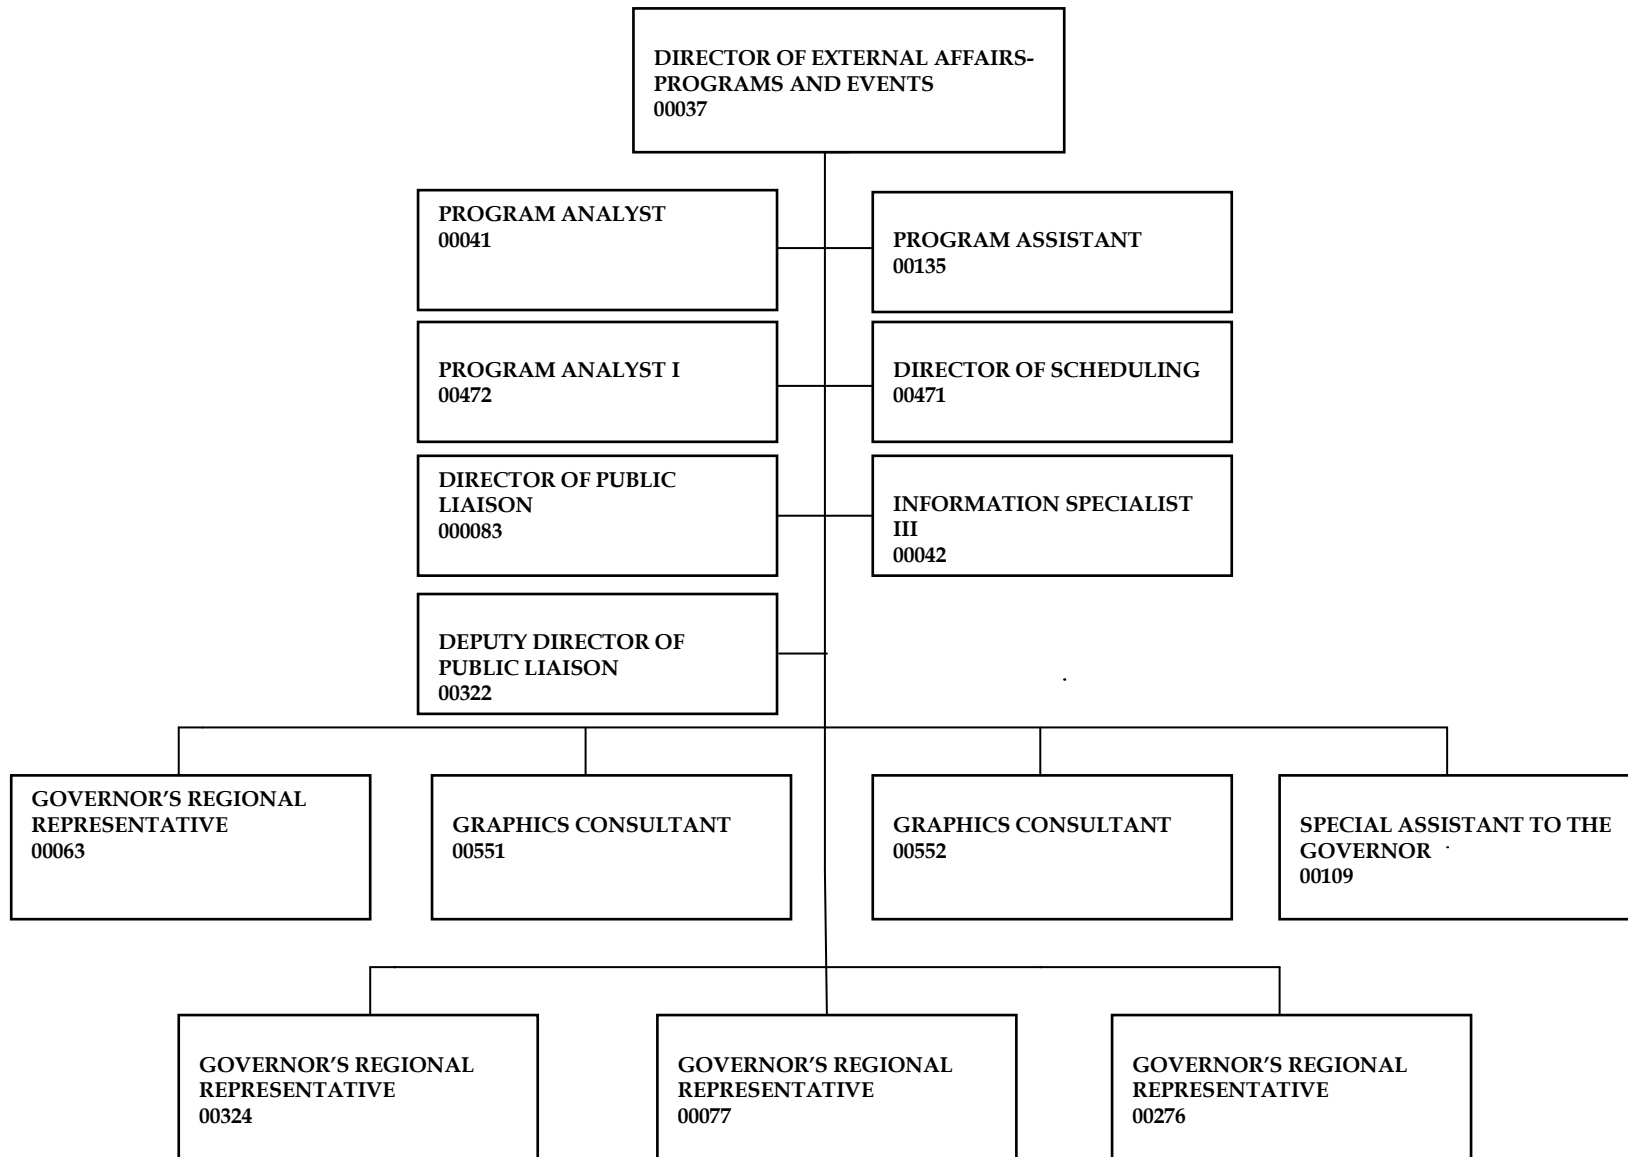 DIRECTOR OF EXTERNAL AFFAIRS-
PROGRAMS AND EVENTS
00037
PROGRAM ANALYST
00041
PROGRAM ASSISTANT
00135
PROGRAM ANALYST I
00472
DIRECTOR OF SCHEDULING
00471
DIRECTOR OF PUBLIC
LIAISON
000083
INFORMATION SPECIALIST
III
00042
DEPUTY DIRECTOR OF
PUBLIC LIAISON
00322
GOVERNOR'S REGIONAL
REPRESENTATIVE
00063
GRAPHICS CONSULTANT
00551
GRAPHICS CONSULTANT
00552
SPECIAL ASSISTANT TO THE
GOVERNOR
00109
GOVERNOR'S REGIONAL
REPRESENTATIVE
00324
GOVERNOR'S REGIONAL
REPRESENTATIVE
00077
GOVERNOR'S REGIONAL
REPRESENTATIVE
00276